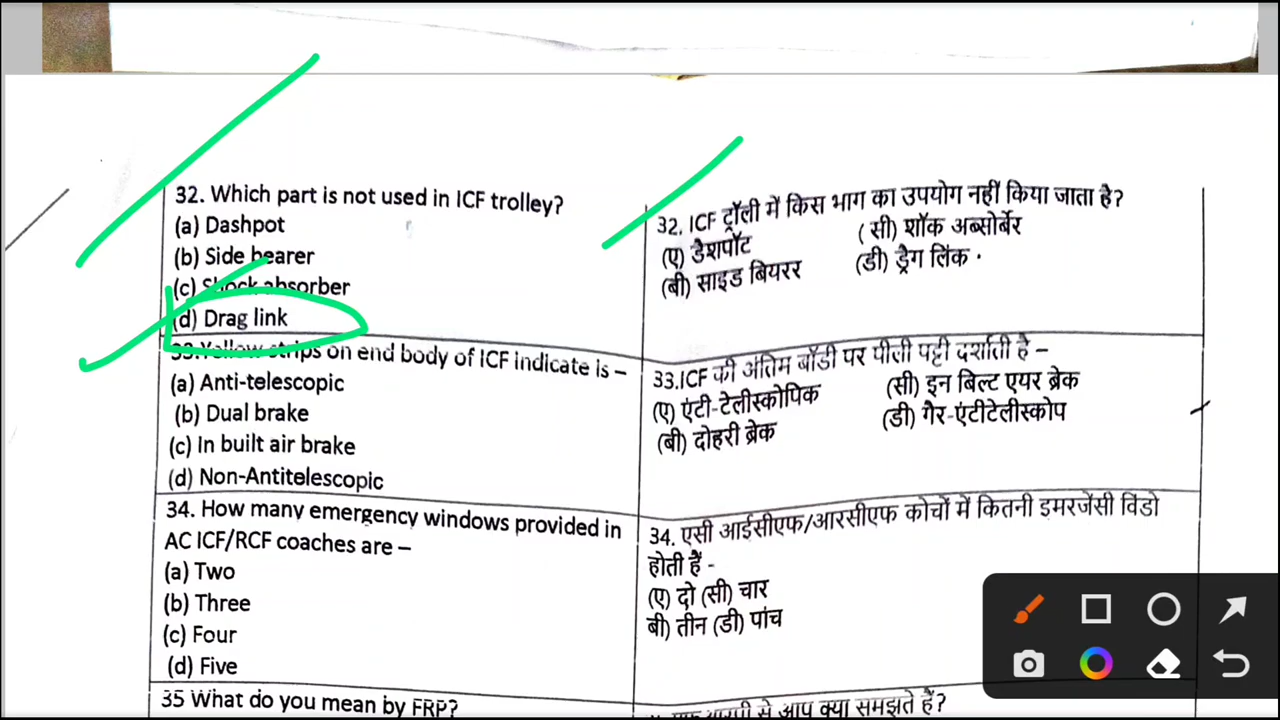 32. Which part is not used in ICF trolley?
(a) Dashpot
(b) Side bearer
(c) Shock absorber
(d) Drag link
33.Yellow strips on end body of ICF indicate is –
(a) Anti-telescopic
(b) Dual brake
(c) In built air brake
(d) Non-Antitelescopic
34. How many emergency windows provided in
AC ICF/RCF coaches are –
(a) Two
(b) Three
(c) Four
(d) Five
35 What do you mean by FRP?
32. ICF ट्रॉली में किस भाग का उपयोग नहीं किया जाता है?
(ए) डैशपॉट (सी) शॉक अब्सोर्बेर
(बी) साइड बियरर (डी) ड्रैग लिंक
33.ICF की अंतिम बॉडी पर पीली पट्टी दर्शाती है –
(ए) एंटी-टेलीस्कोपिक (सी) इन बिल्ट एयर ब्रेक
(बी) दोहरी ब्रेक (डी) गैर-एंटीटेलीस्कोप
34. एसी आईसीएफ/आरसीएफ कोचों में कितनी इमरजेंसी विंडो
होती हैं -
(ए) दो (सी) चार
बी) तीन (डी) पांच
से आप क्या समझते हैं?